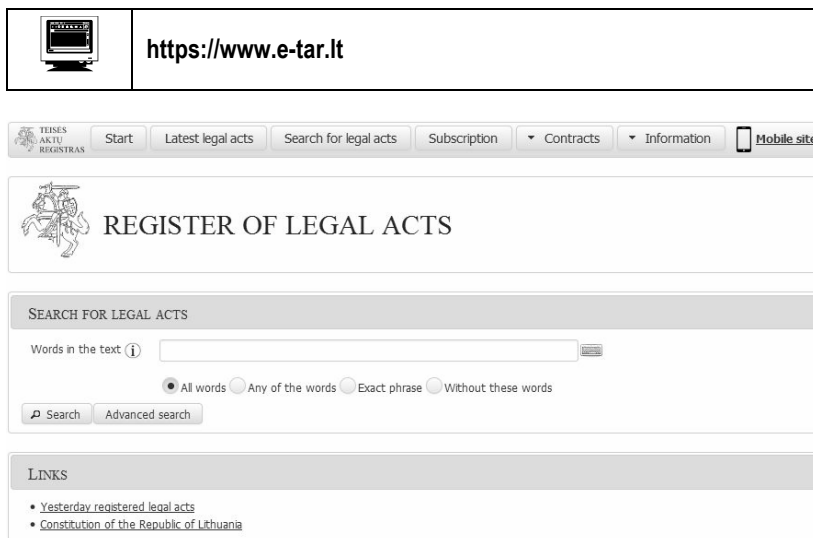 https://www.e-tar.lt
TEISĖS
AKTŲ
REGISTRAS
Start Latest legal acts Search for legal acts Subscription Contracts Information Mobile site
REGISTER OF LEGAL ACTS
SEARCH FOR LEGAL ACTS
Words in the text i
All words Any of the words Exact phrase Without these words
Search Advanced search
LINKS
• Yesterday registered legal acts
• Constitution of the Republic of Lithuania